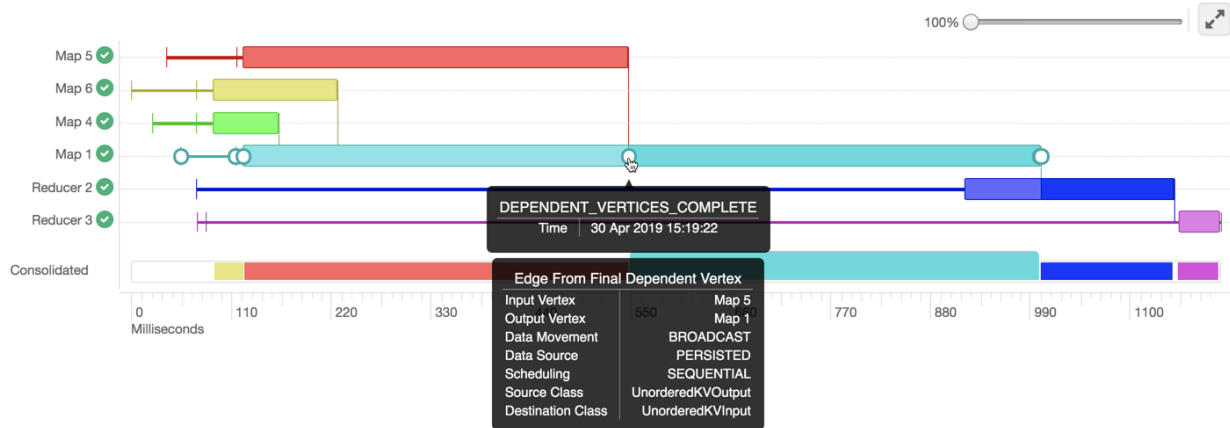 100%
Map 5
Map 6
Map 4
Map 1
Reducer 2
Reducer 3
DEPENDENT_VERTICES_COMPLETE
Time 30 Apr 2019 15:19:22
Consolidated
Edge From Final Dependent Vertex
Input Vertex Map 5
Output Vertex Map 1
Data Movement BROADCAST
Data Source PERSISTED
Scheduling SEQUENTIAL
Source Class UnorderedKVOutput
Destination Class UnorderedKVInput
0 110 220 330 440 550 660 770 880 990 1100
Milliseconds